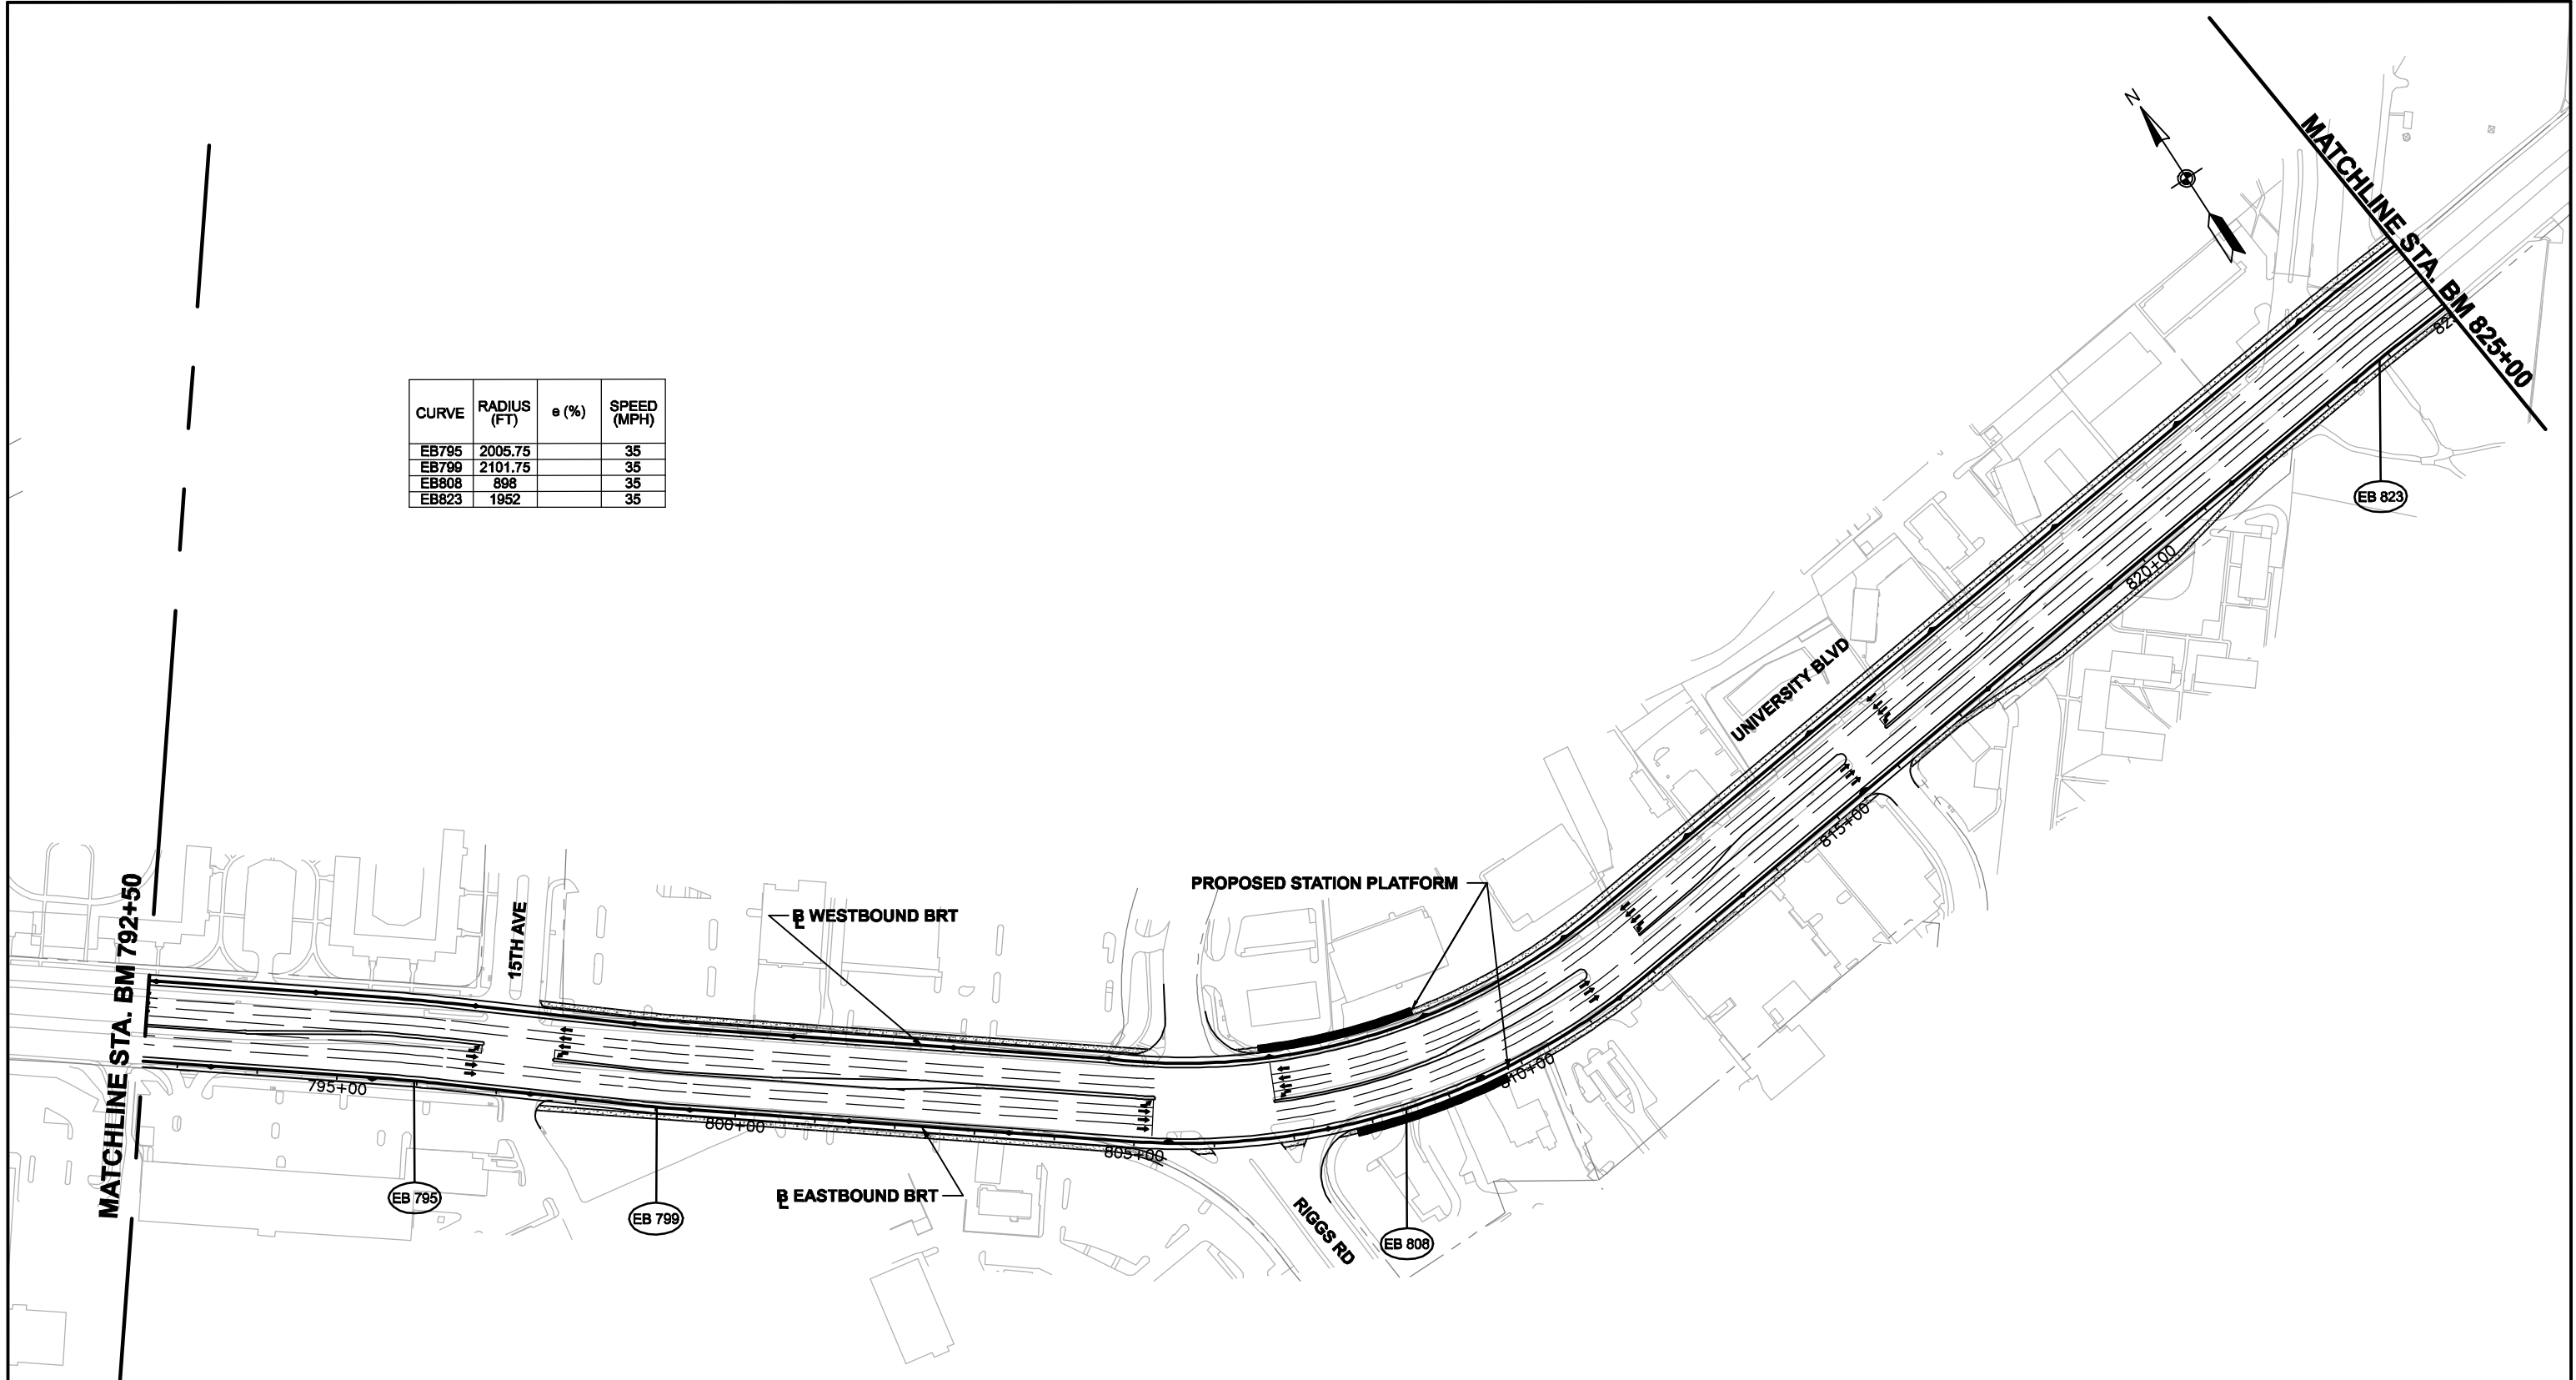 N
MATCHLINE STA. BM 825+00
CURVE RADIUS (FT) e (%) SPEED (MPH)
EB795 2005.75 35
EB799 2101.75 35
EB808 898 35
EB823 1952 35
EB 823
820+00
UNIVERSITY BLVD
815+00
PROPOSED STATION PLATFORM
MATCHLINE STA. BM 792+50
15TH AVE
BL WESTBOUND BRT
810+00
795+00
800+00
805+00
EB 795
BL EASTBOUND BRT
EB 799
RIGGS RD
EB 808